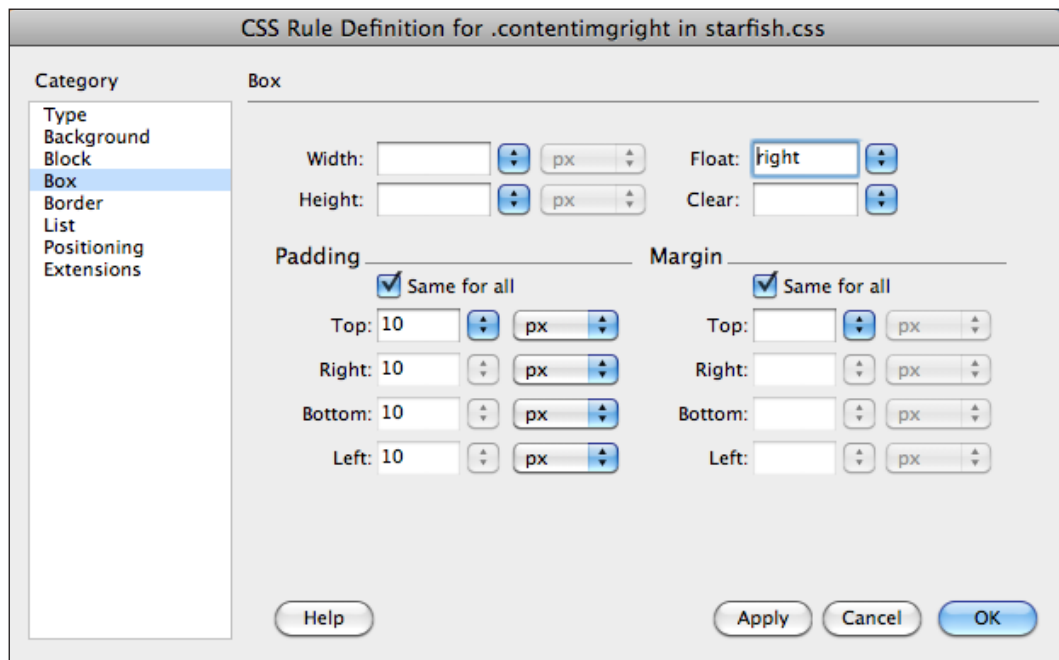 CSS Rule Definition for .contentimgright in starfish.css
Category
Type
Background
Block
Box
Border
List
Positioning
Extensions
Box
Width: px Float: right
Height: px Clear:
Padding Margin
Same for all Same for all
Top: 10 px Top: px
Right: 10 px Right: px
Bottom: 10 px Bottom: px
Left: 10 px Left: px
Help Apply Cancel OK